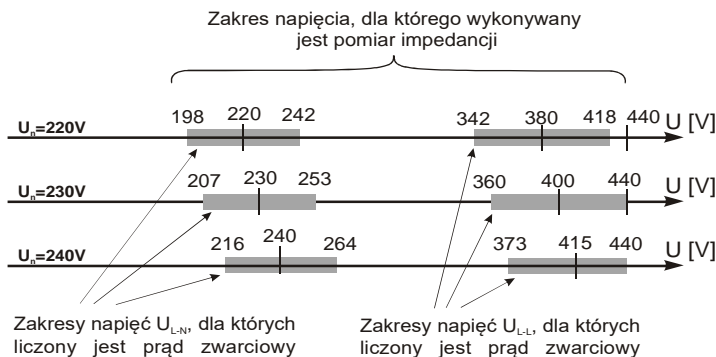 Zakres napięcia, dla którego wykonywany
jest pomiar impedancji
198 220 242 342 380 418 440 U [V]
Un=220V
207 230 253 360 400 440 U [V]
Un=230V
216 240 264 373 415 440 U [V]
Un=240V
Zakresy napięć UL-N, dla których
liczony jest prąd zwarciowy
Zakresy napięć UL-L, dla których
liczony jest prąd zwarciowy